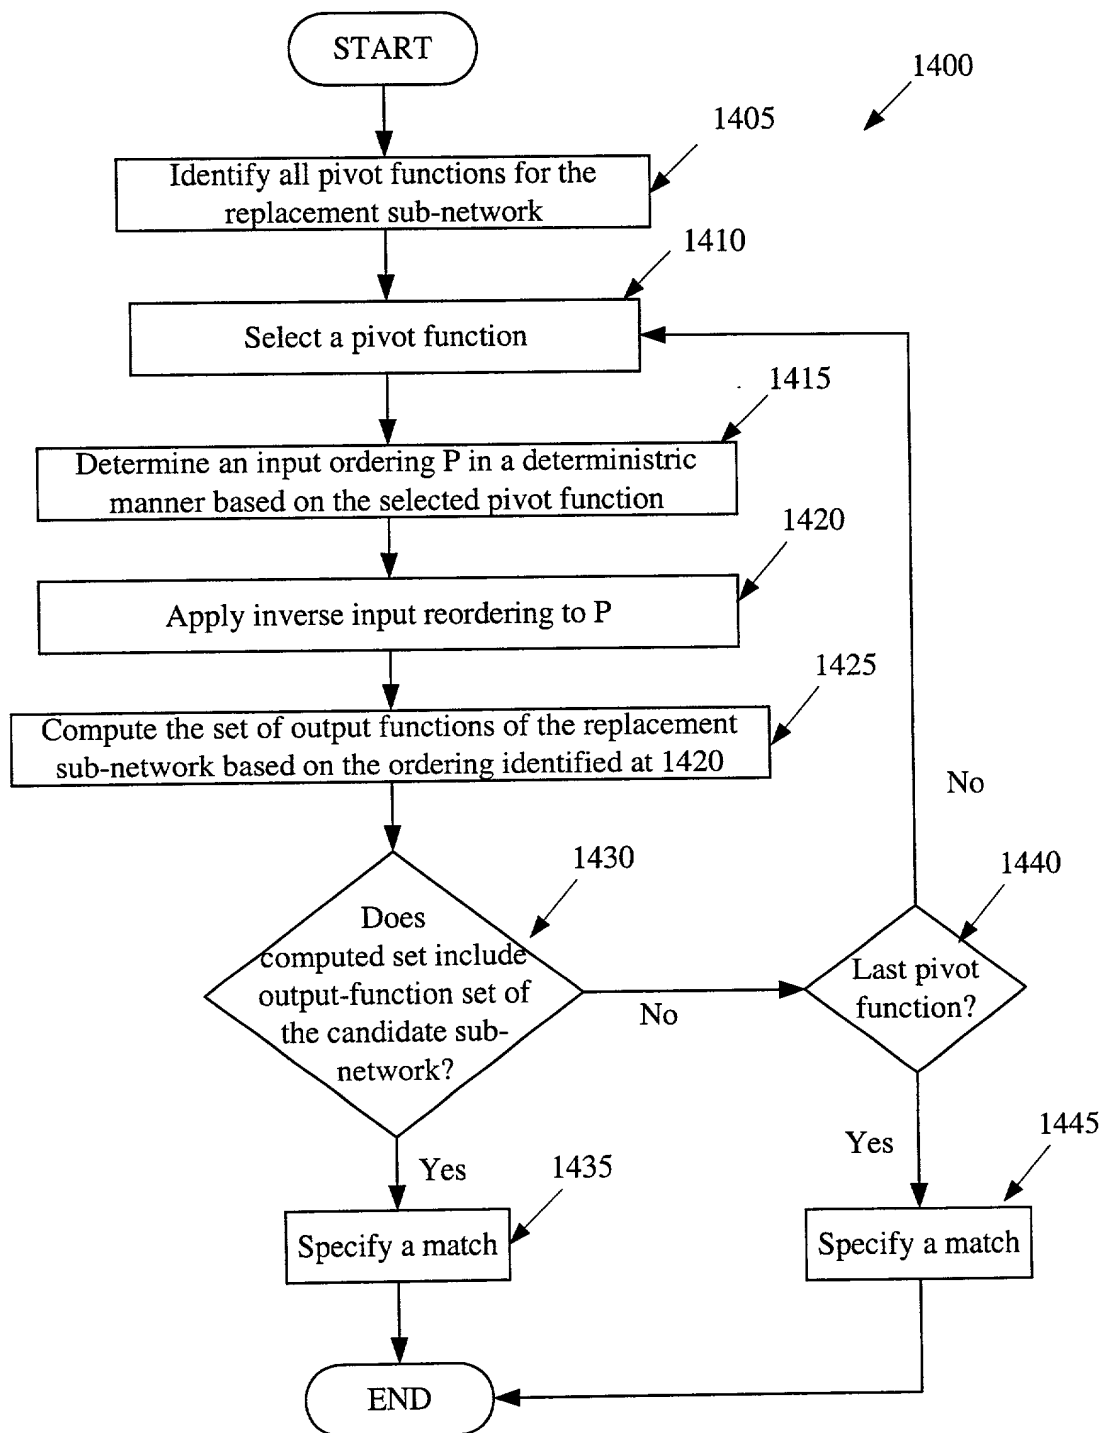 START
1400
1405
Identify all pivot functions for the
replacement sub-network
1410
Select a pivot function
1415
Determine an input ordering P in a deterministric
manner based on the selected pivot function
1420
Apply inverse input reordering to P
1425
Compute the set of output functions of the replacement
sub-network based on the ordering identified at 1420
No
1430
Does
computed set include
output-function set of
the candidate sub-
network?
No
1440
Last pivot
function?
Yes
1435
Specify a match
Yes
1445
Specify a match
END